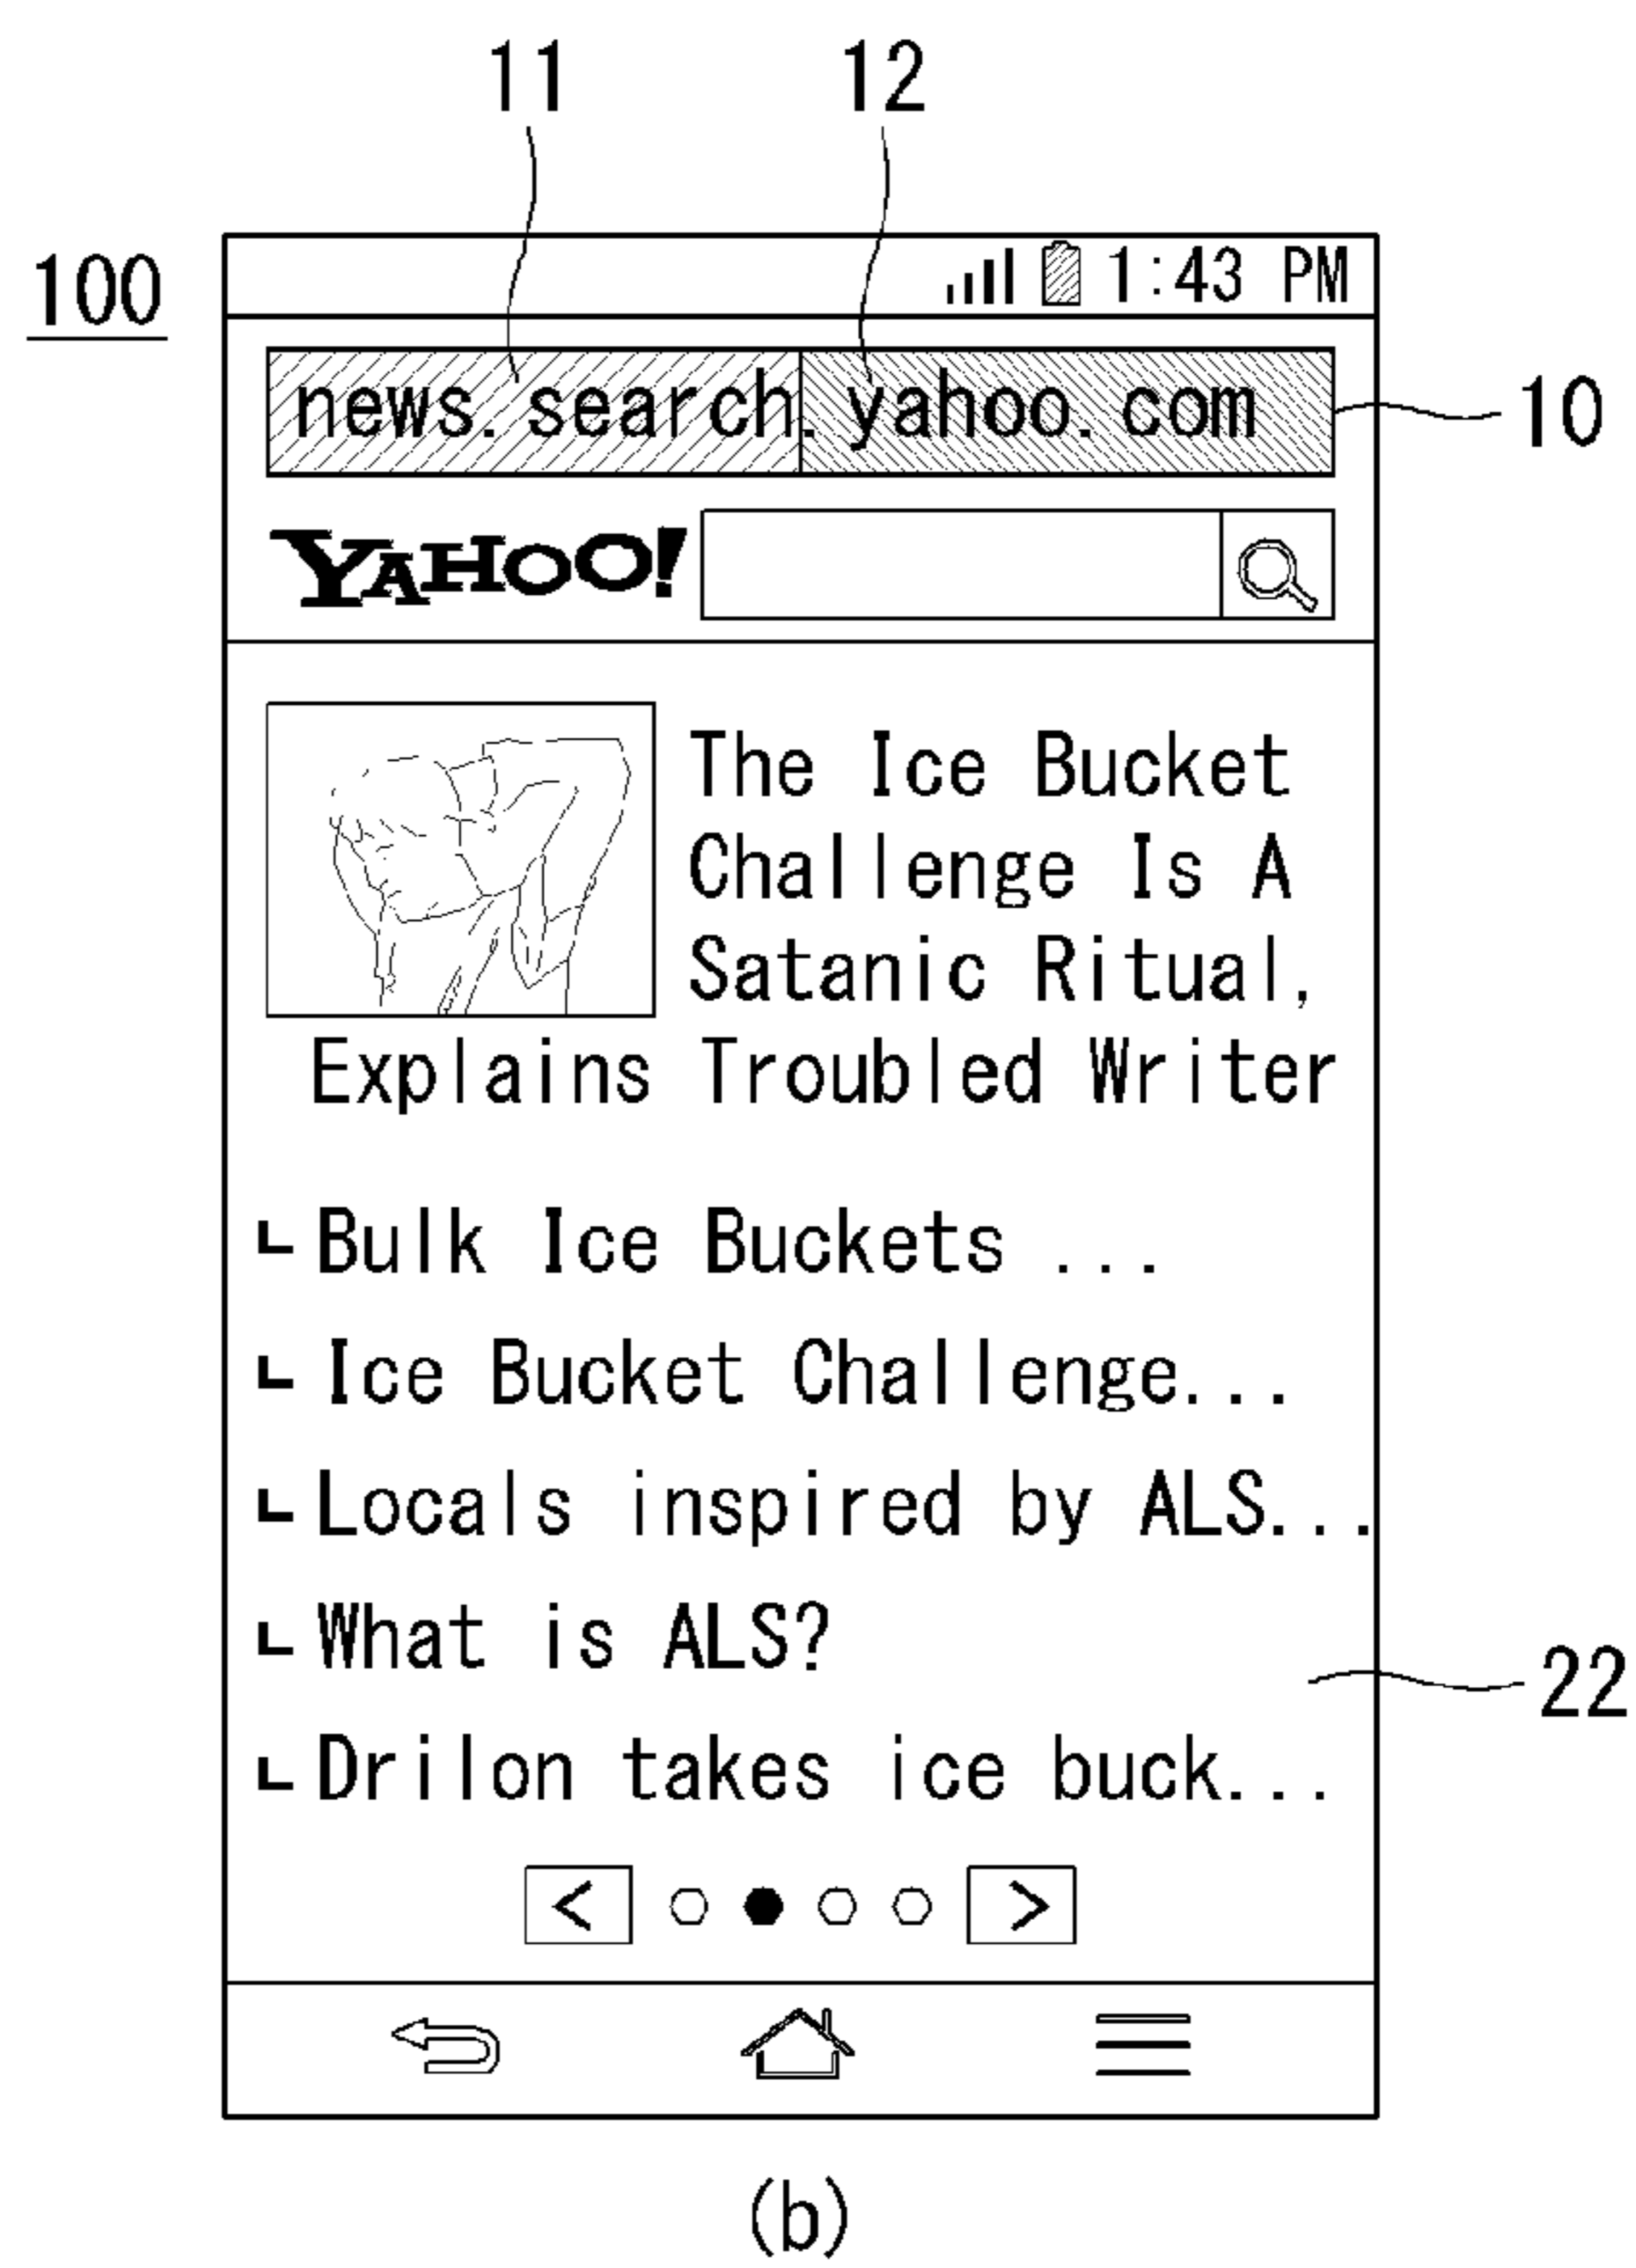 11 12
100
1:43 PM
news.search.yahoo.com
10
YAHOO!
The Ice Bucket
Challenge Is A
Satanic Ritual,
Explains Troubled Writer
Bulk Ice Buckets ...
Ice Bucket Challenge...
Locals inspired by ALS...
What is ALS?
22
Drilon takes ice buck...
< >
(b)